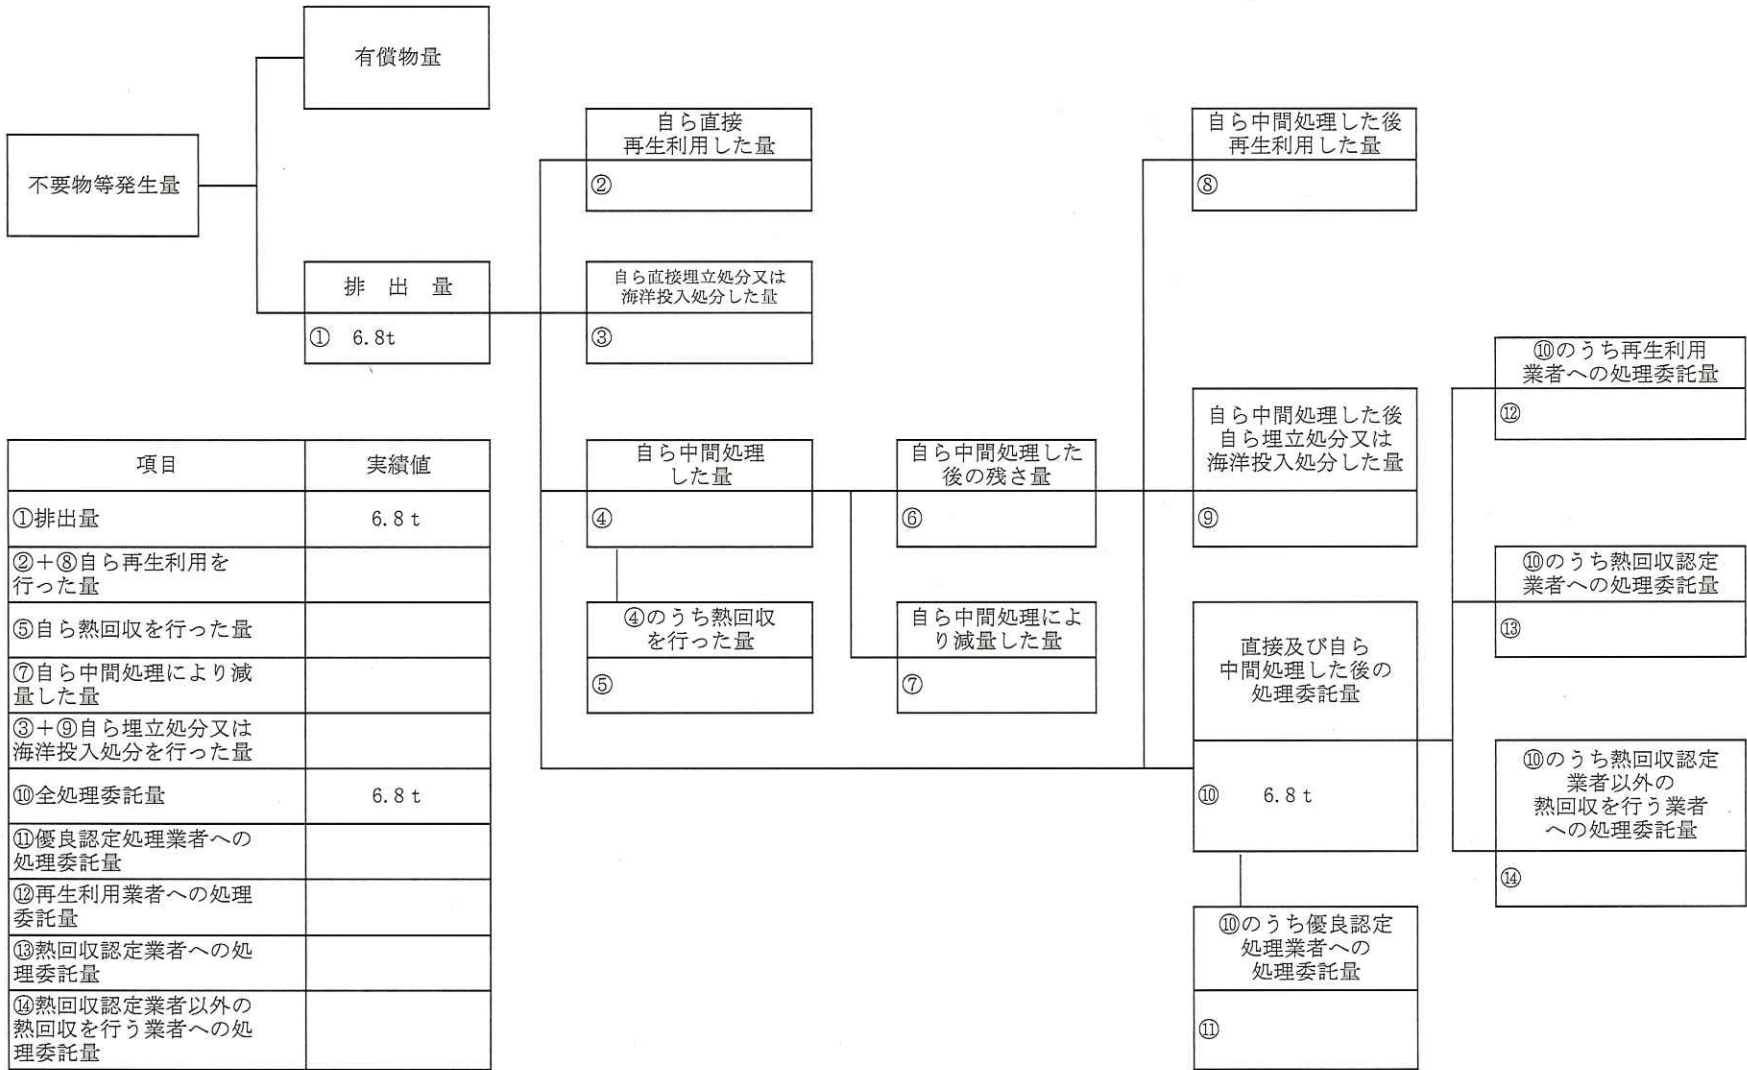 有償物量
不要物等発生量
排　出　量
① 6.8t
自ら直接
再生利用した量
②
自ら直接埋立処分又は
海洋投入処分した量
③
自ら中間処理
した量
④
④のうち熱回収
を行った量
⑤
自ら中間処理した
後の残さ量
⑥
自ら中間処理によ
り減量した量
⑦
自ら中間処理した後
再生利用した量
⑧
自ら中間処理した後
自ら埋立処分又は
海洋投入処分した量
⑨
直接及び自ら
中間処理した後の
処理委託量
⑩ 6.8 t
⑩のうち優良認定
処理業者への
処理委託量
⑪
⑩のうち再生利用
業者への処理委託量
⑫
⑩のうち熱回収認定
業者への処理委託量
⑬
⑩のうち熱回収認定
業者以外の
熱回収を行う業者
への処理委託量
⑭
項目 実績値
①排出量 6.8 t
②＋⑧自ら再生利用を
行った量
⑤自ら熱回収を行った量
⑦自ら中間処理により減
量した量
③＋⑨自ら埋立処分又は
海洋投入処分を行った量
⑩全処理委託量 6.8 t
⑪優良認定処理業者への
処理委託量
⑫再生利用業者への処理
委託量
⑬熱回収認定業者への処
理委託量
⑭熱回収認定業者以外の
熱回収を行う業者への処
理委託量